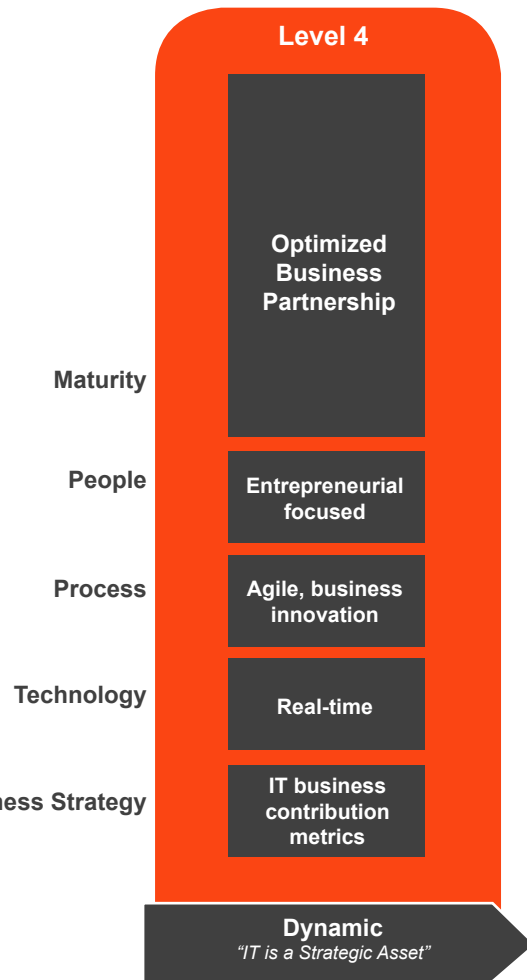 Level 4
Optimized
Business
Partnership
Maturity
People
Entrepreneurial
focused
Process
Agile, business
innovation
Technology
Real-time
ness Strategy
IT business
contribution
metrics
Dynamic
“IT is a Strategic Asset”